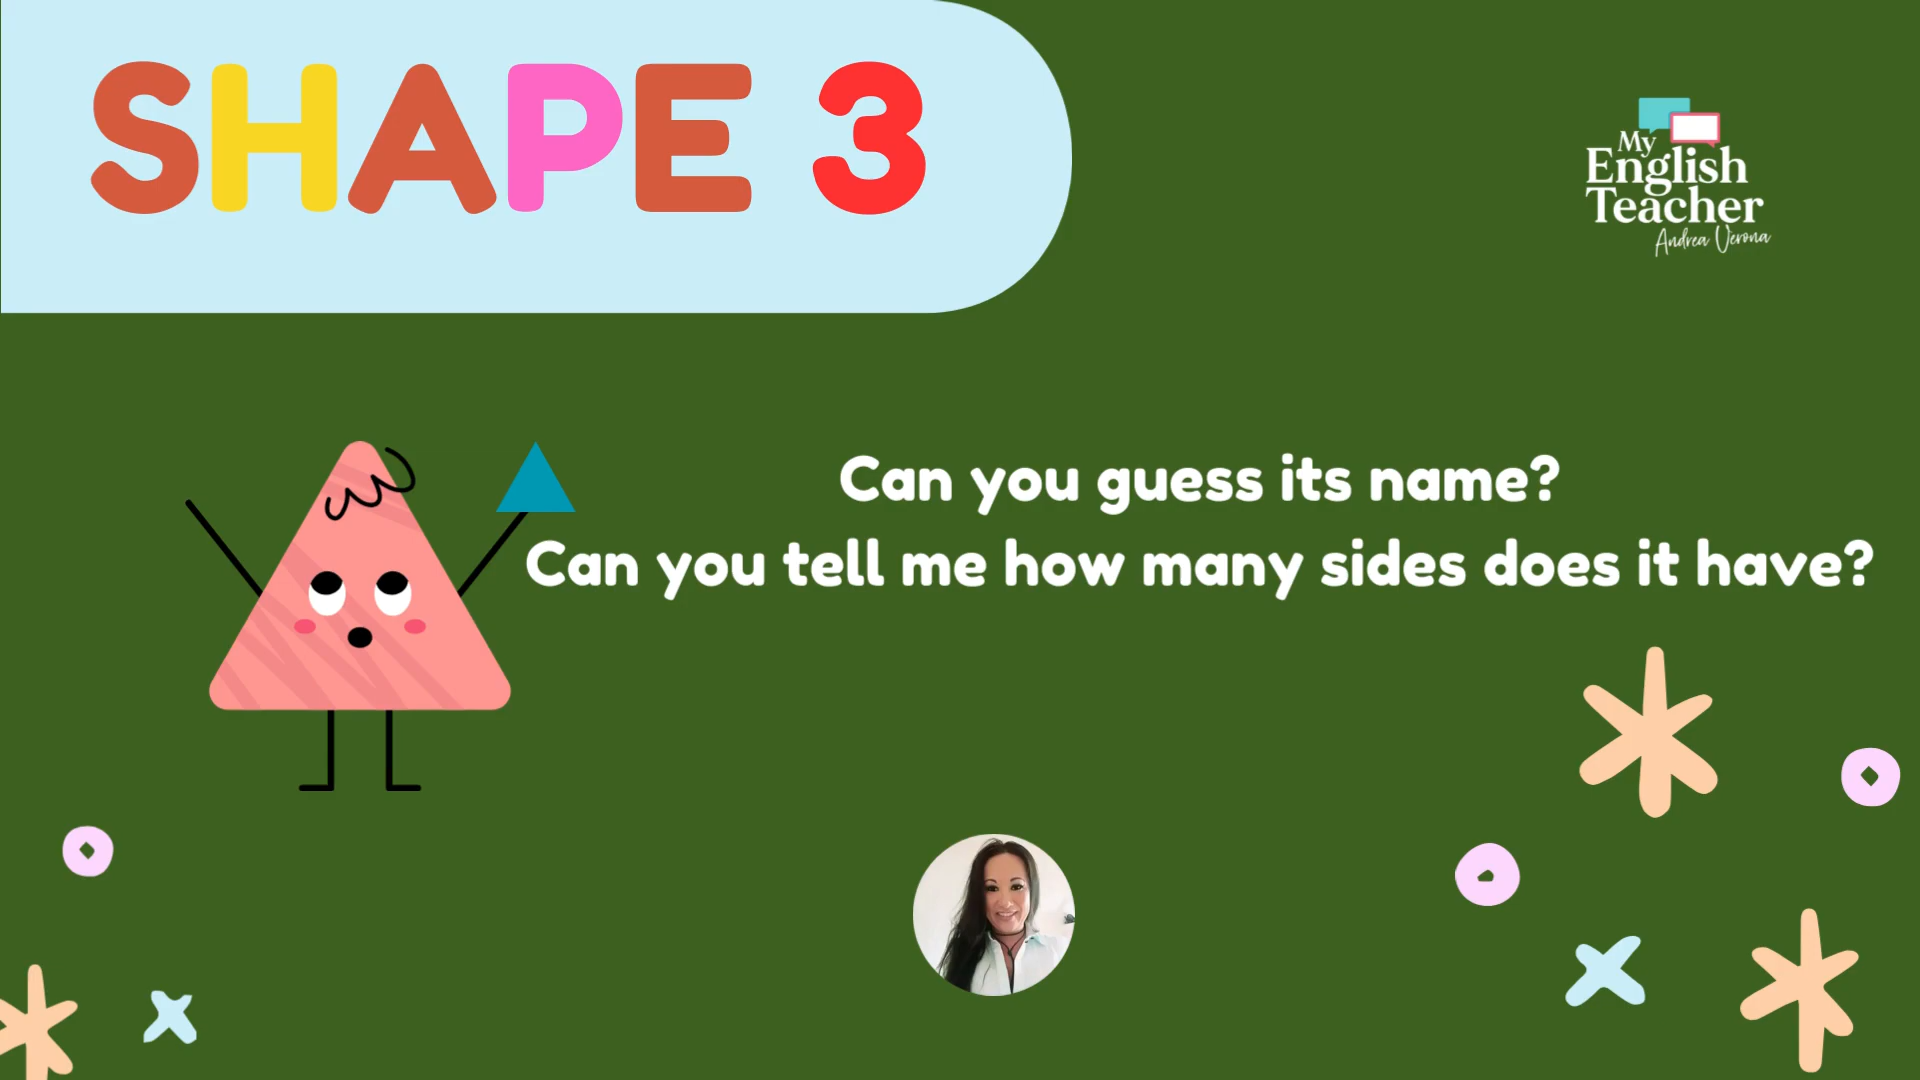 SHAPE 3
My
English
Teacher
Andrea Verona
Can you guess its name?
Can you tell me how many sides does it have?